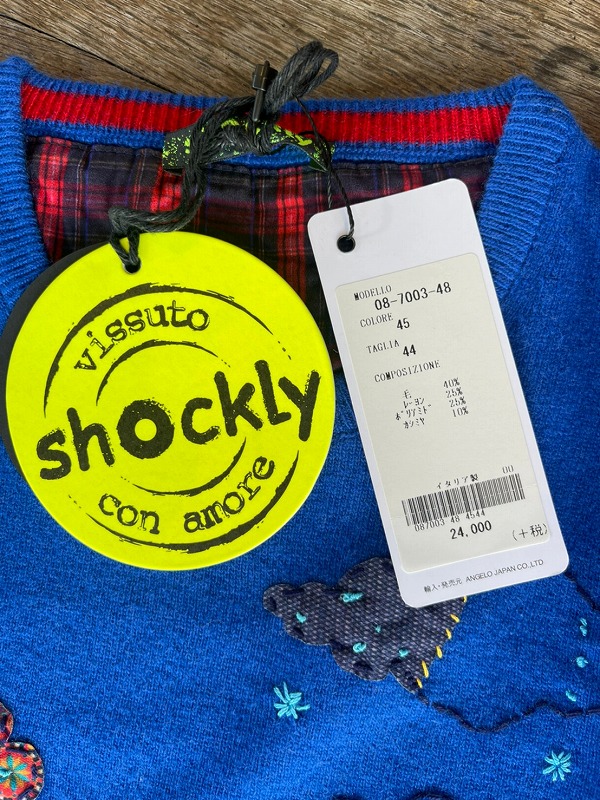 vissuto
shockly
con amore
MODELLO
08-7003-48
COLORE
45
TAGLIA
44
COMPOSIZIONE
毛 40%
レーヨン 25%
ポリアミド 25%
カシミヤ 10%
イタリア製 00
087003 48 4544
24,000 (+税)
輸入・発売元 ANGELO JAPAN CO.,LTD